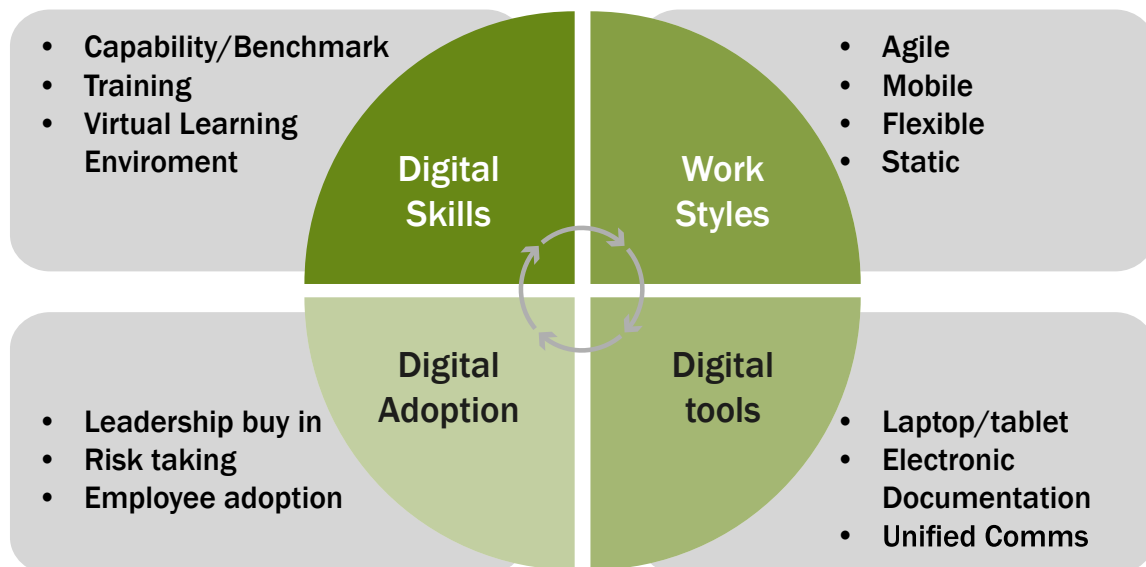 • Capability/Benchmark
• Training
• Virtual Learning
Enviroment
Digital
Skills
Work
Styles
• Agile
• Mobile
• Flexible
• Static
Digital
Adoption
• Leadership buy in
• Risk taking
• Employee adoption
Digital
tools
• Laptop/tablet
• Electronic
Documentation
• Unified Comms